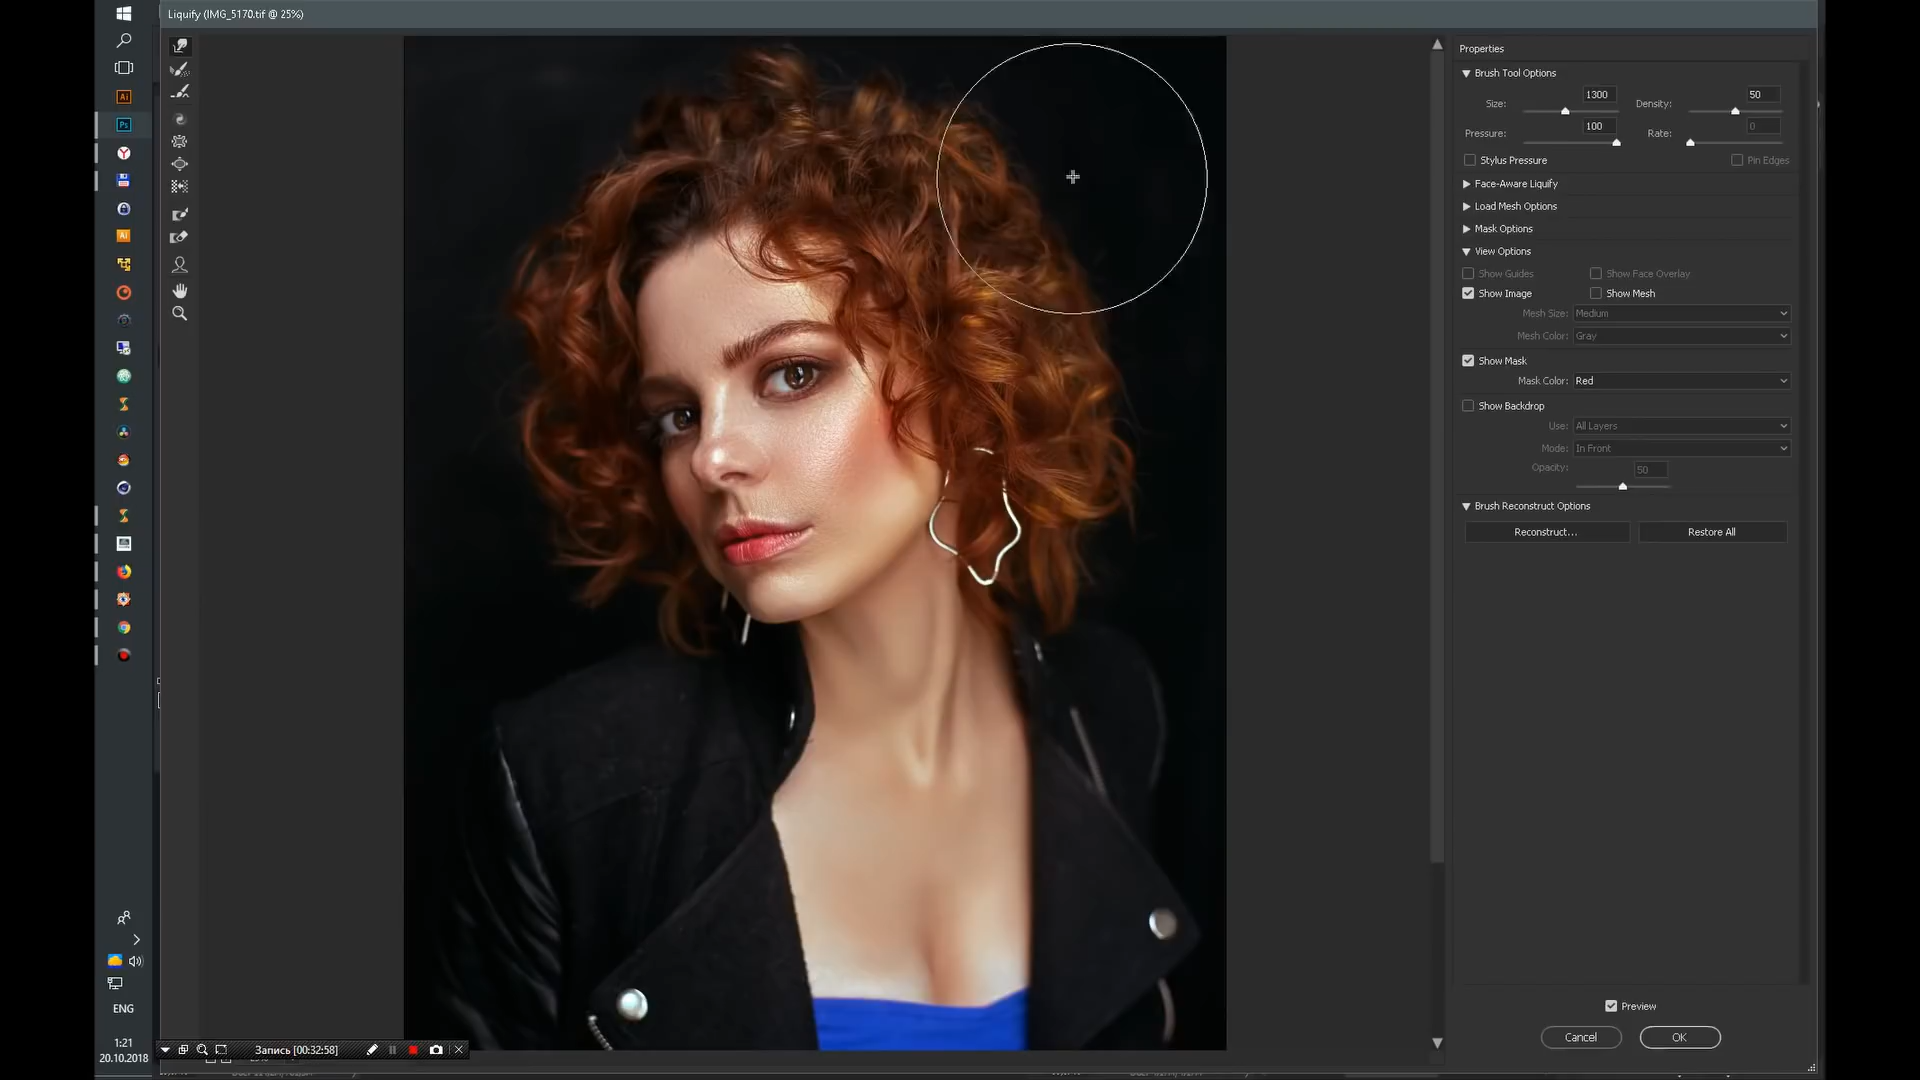 Liquify (IMG_5170.tif @ 25%)
Ai
Ps
Properties
Brush Tool Options
Size: 1300 Density: 50
Pressure: 100 Rate: 0
Stylus Pressure Pin Edges
Face-Aware Liquify
Load Mesh Options
Mask Options
View Options
Show Guides Show Face Overlay
Show Image Show Mesh
Mesh Size: Medium
Mesh Color: Gray
Show Mask
Mask Color: Red
Show Backdrop
Use: All Layers
Mode: In Front
Opacity: 50
Brush Reconstruct Options
Reconstruct... Restore All
Preview
Cancel OK
ENG
1:21
20.10.2018
Запись [00:32:58]